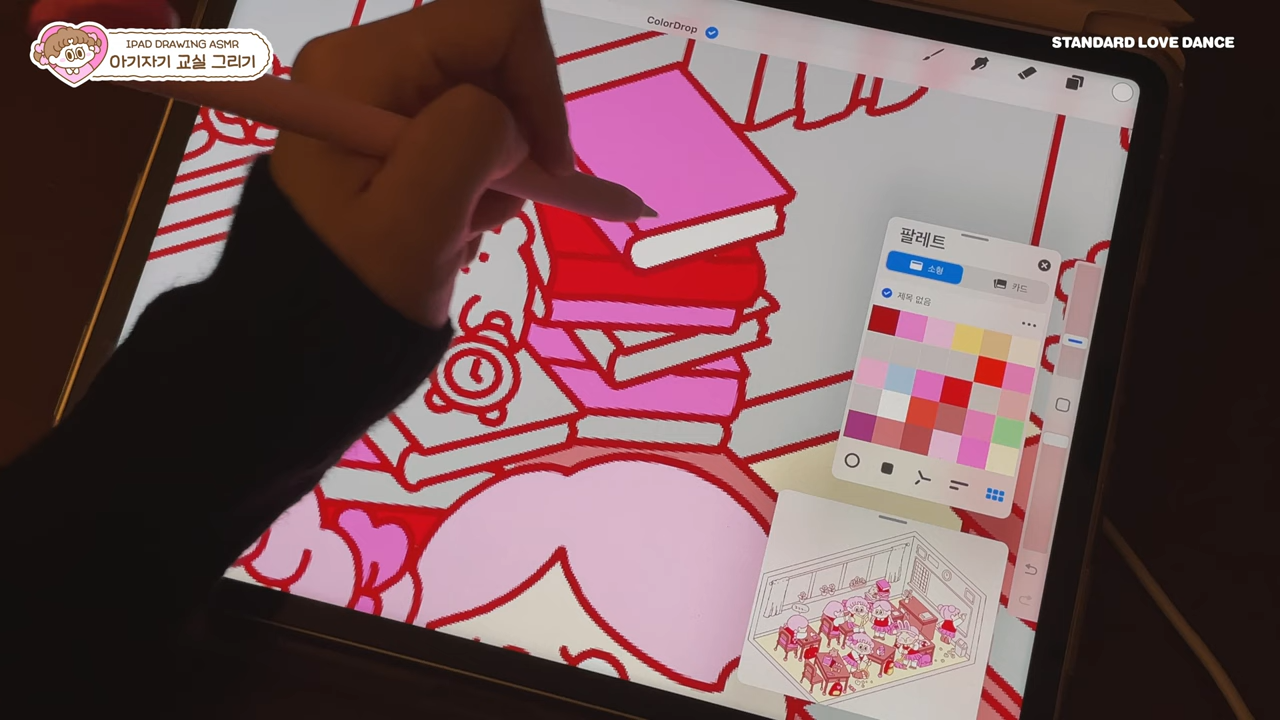 IPAD DRAWING ASMR
아기자기 교실 그리기
ColorDrop
STANDARD LOVE DANCE
팔레트
소형
카드
제목 없음